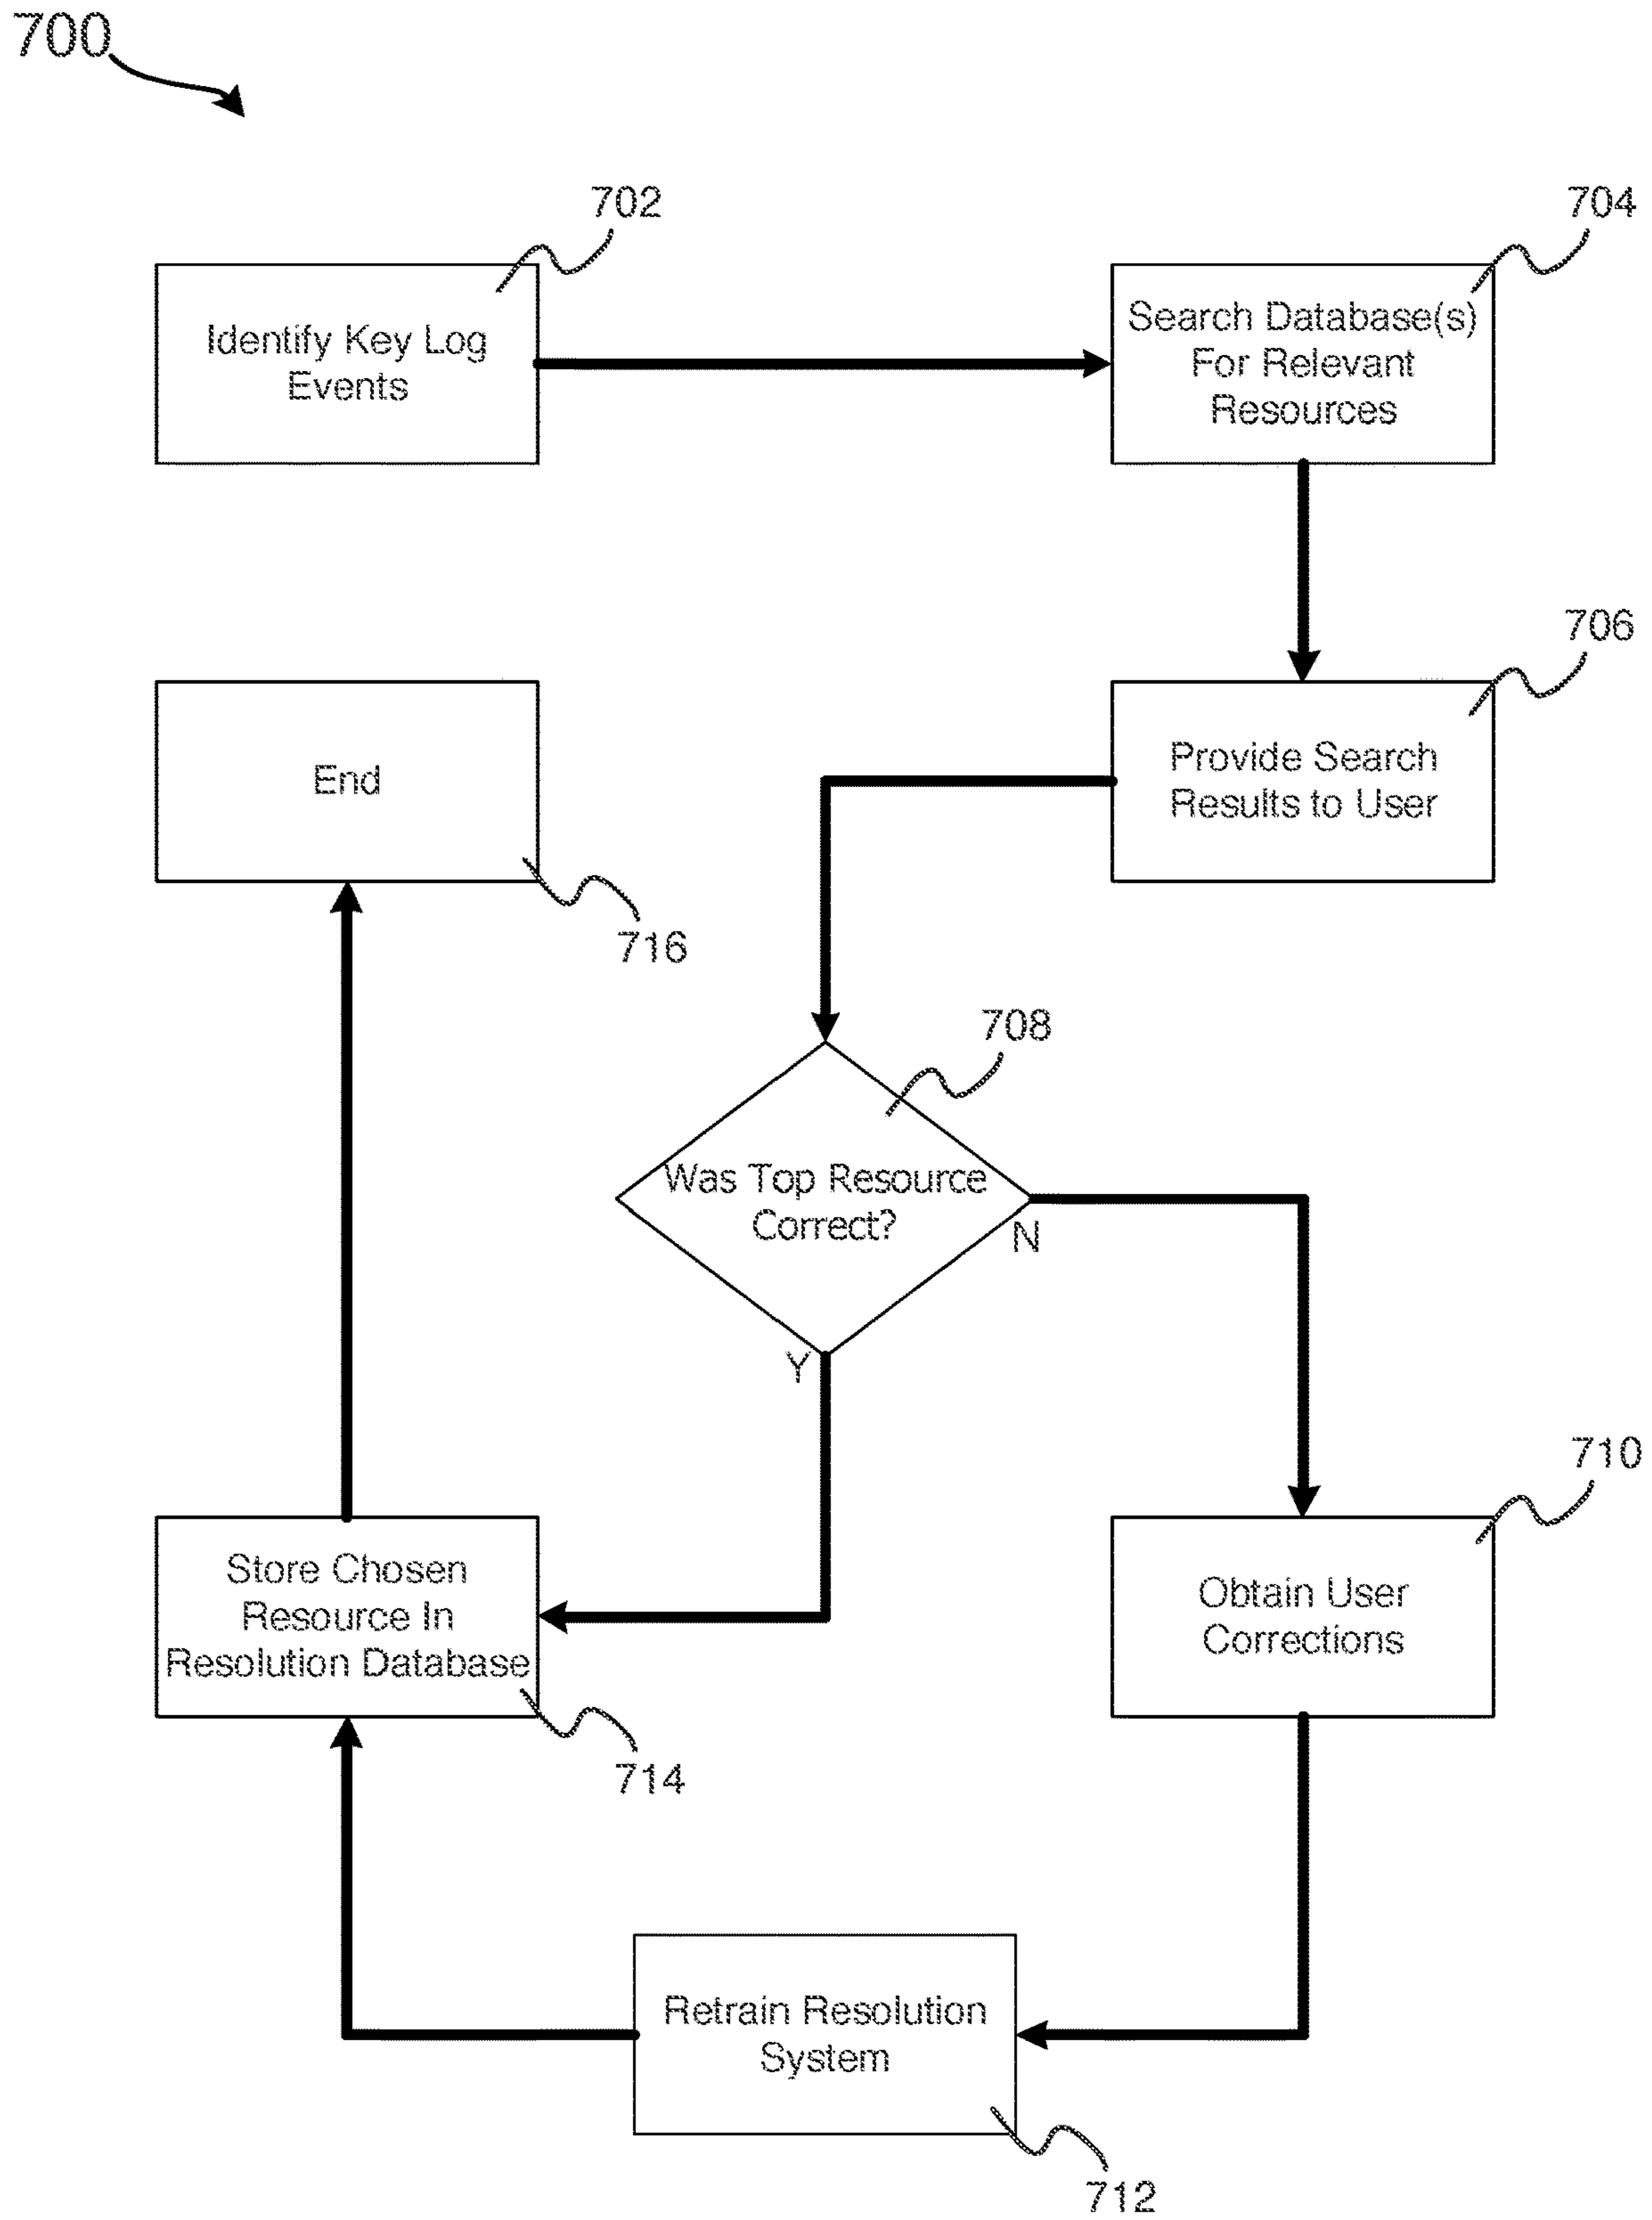 700
702
Identify Key Log
Events
704
Search Database(s)
For Relevant
Resources
706
Provide Search
Results to User
End
716
708
Was Top Resource
Correct?
N
Y
710
Obtain User
Corrections
Store Chosen
Resource In
Resolution Database
714
Retrain Resolution
System
712